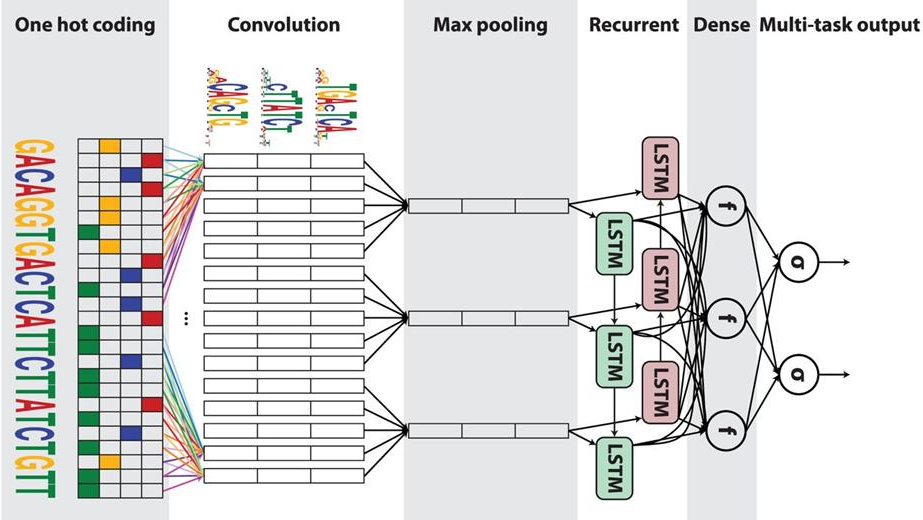 One hot coding
Convolution
Max pooling
Recurrent
Dense
Multi-task output
GACAGGTGACTCATTCTTATCTGTT
...
LSTM
LSTM
LSTM
LSTM
LSTM
LSTM
f
f
f
σ
σ